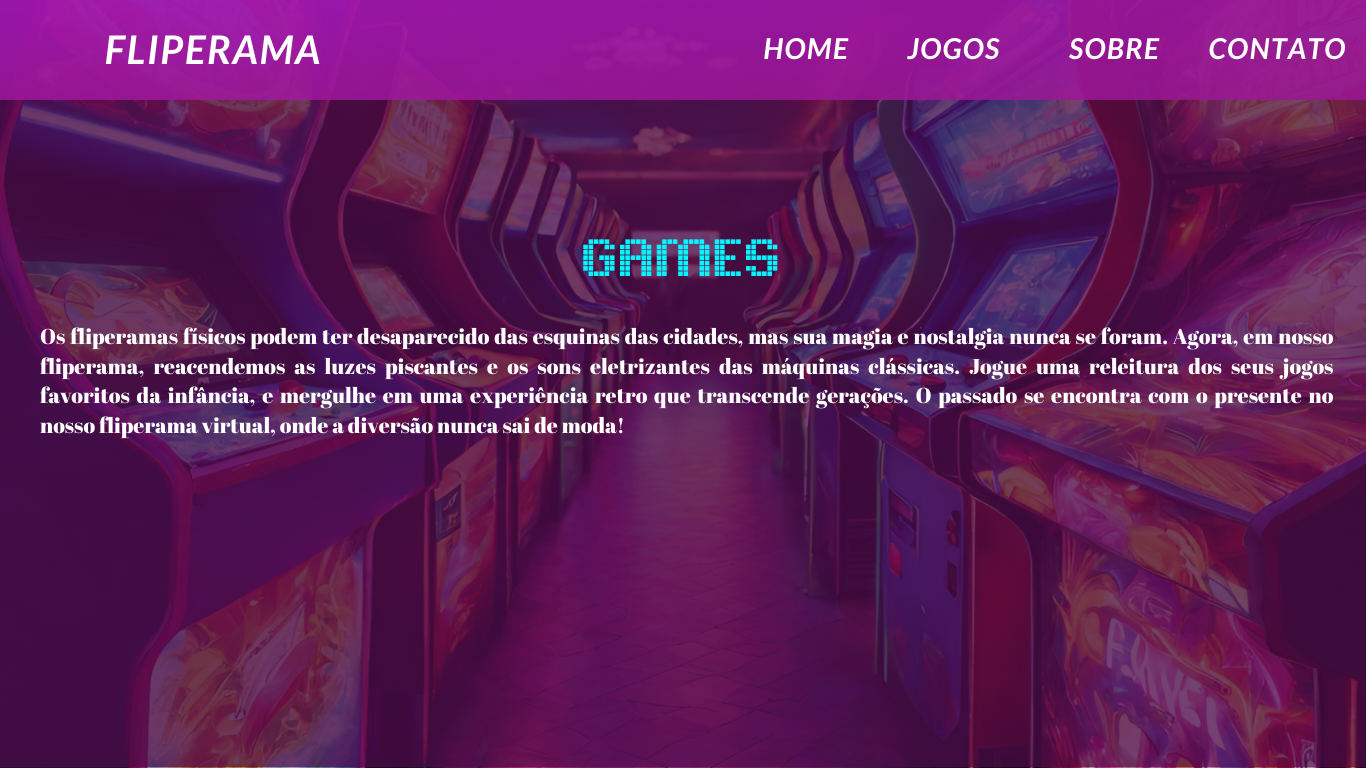 FLIPERAMA HOME JOGOS SOBRE CONTATO
GAMES
Os fliperamas físicos podem ter desaparecido das esquinas das cidades, mas sua magia e nostalgia nunca se foram. Agora, em nosso
fliperama, reacendemos as luzes piscantes e os sons eletrizantes das máquinas clássicas. Jogue uma releitura dos seus jogos
favoritos da infância, e mergulhe em uma experiência retro que transcende gerações. O passado se encontra com o presente no
nosso fliperama virtual, onde a diversão nunca sai de moda!